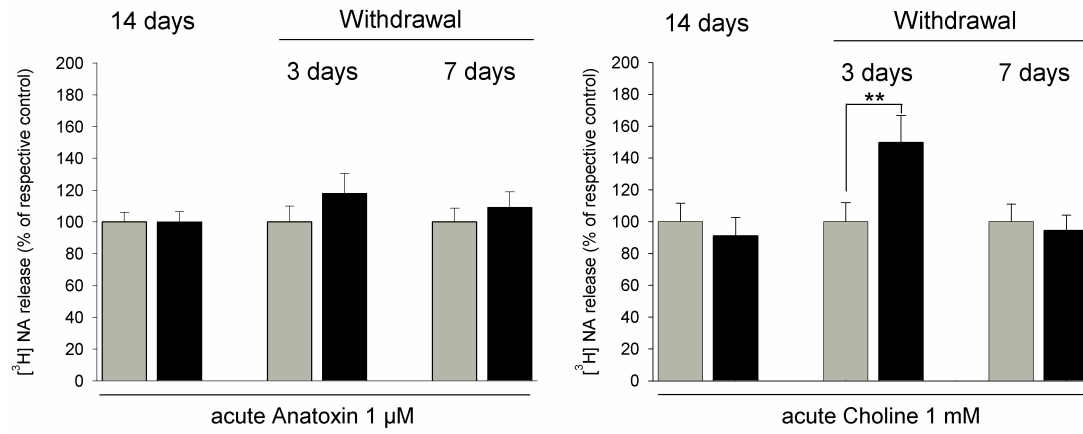 14 days
Withdrawal
3 days
7 days
[³H] NA release (% of respective control)
200
180
160
140
120
100
80
60
40
20
0
acute Anatoxin 1 µM
14 days
Withdrawal
3 days
7 days
**
[³H] NA release (% of respective control)
200
180
160
140
120
100
80
60
40
20
0
acute Choline 1 mM